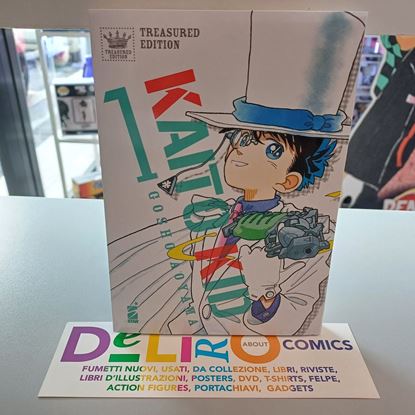 TREASURED
EDITION
TREASURED
EDITION
1
KAITO KID
GOSHO AOYAMA
STAR
DeLIRiO ABOUT COMICS
FUMETTI NUOVI, USATI, DA COLLEZIONE, LIBRI, RIVISTE,
LIBRI D'ILLUSTRAZIONI, POSTERS, DVD, T-SHIRTS, FELPE,
ACTION FIGURES, PORTACHIAVI, GADGETS